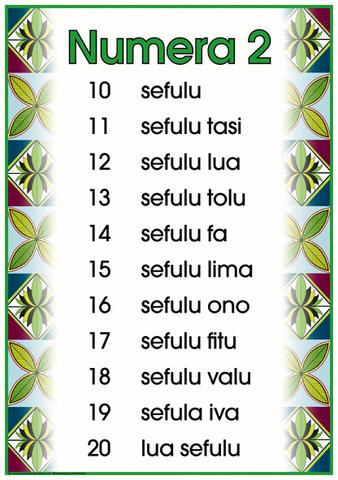 Numera 2
10 sefulu
11 sefulu tasi
12 sefulu lua
13 sefulu tolu
14 sefulu fa
15 sefulu lima
16 sefulu ono
17 sefulu fitu
18 sefulu valu
19 sefula iva
20 lua sefulu